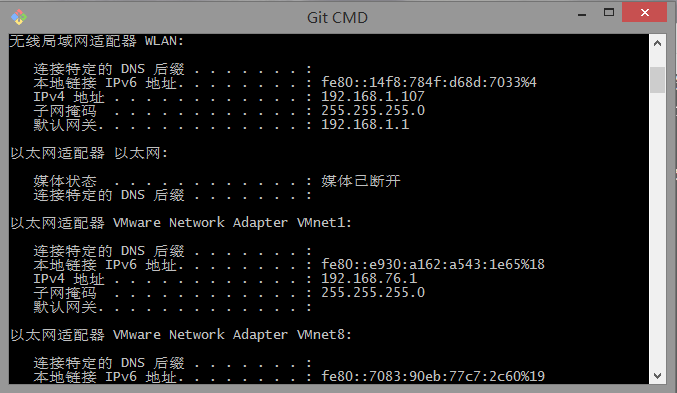 Git CMD
无线局域网适配器 WLAN:
连接特定的 DNS 后缀 . . . . . . . :
本地链接 IPv6 地址. . . . . . . . : fe80::14f8:784f:d68d:7033%4
IPv4 地址 . . . . . . . . . . . . : 192.168.1.107
子网掩码 . . . . . . . . . . . . : 255.255.255.0
默认网关. . . . . . . . . . . . . : 192.168.1.1
以太网适配器 以太网:
媒体状态 . . . . . . . . . . . . : 媒体已断开
连接特定的 DNS 后缀 . . . . . . . :
以太网适配器 VMware Network Adapter VMnet1:
连接特定的 DNS 后缀 . . . . . . . :
本地链接 IPv6 地址. . . . . . . . : fe80::e930:a162:a543:1e65%18
IPv4 地址 . . . . . . . . . . . . : 192.168.76.1
子网掩码 . . . . . . . . . . . . : 255.255.255.0
默认网关. . . . . . . . . . . . . :
以太网适配器 VMware Network Adapter VMnet8:
连接特定的 DNS 后缀 . . . . . . . :
本地链接 IPv6 地址. . . . . . . . : fe80::7083:90eb:77c7:2c60%19